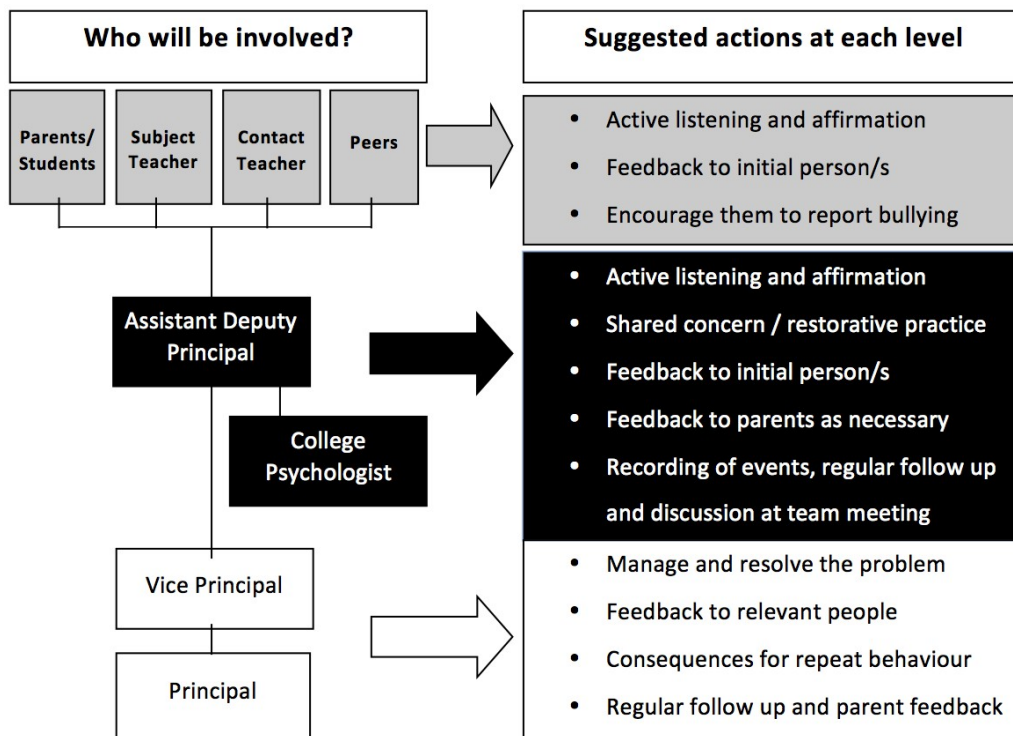 Who will be involved?
Suggested actions at each level
Parents/
Students
Subject
Teacher
Contact
Teacher
Peers
• Active listening and affirmation
• Feedback to initial person/s
• Encourage them to report bullying
Assistant Deputy
Principal
College
Psychologist
• Active listening and affirmation
• Shared concern / restorative practice
• Feedback to initial person/s
• Feedback to parents as necessary
• Recording of events, regular follow up
and discussion at team meeting
Vice Principal
Principal
• Manage and resolve the problem
• Feedback to relevant people
• Consequences for repeat behaviour
• Regular follow up and parent feedback